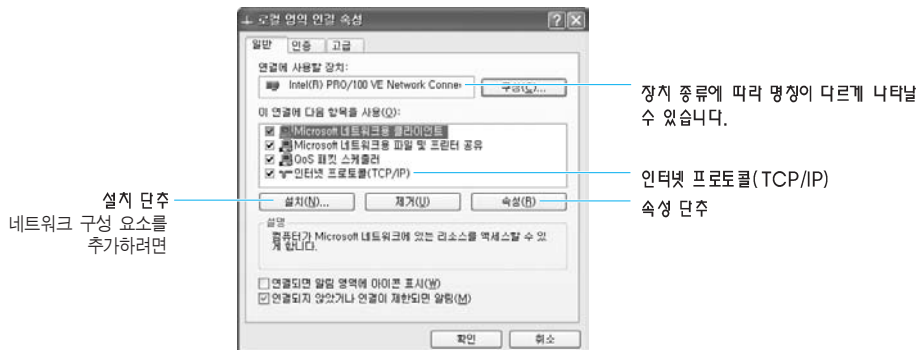 로컬 영역 연결 속성
일반 인증 고급
연결에 사용할 장치:
Intel(R) PRO/100 VE Network Conne
구성(C)...
장치 종류에 따라 명칭이 다르게 나타날
수 있습니다.
이 연결에 다음 항목을 사용(O):
Microsoft 네트워크용 클라이언트
Microsoft 네트워크용 파일 및 프린터 공유
QoS 패킷 스케줄러
인터넷 프로토콜(TCP/IP)
인터넷 프로토콜(TCP/IP)
설치 단추
네트워크 구성 요소를
추가하려면
설치(N)... 제거(U) 속성(R)
속성 단추
설명
컴퓨터가 Microsoft 네트워크에 있는 리소스를 액세스할 수 있
게 합니다.
연결되면 알림 영역에 아이콘 표시(W)
연결되지 않았거나 연결이 제한되면 알림(M)
확인 취소